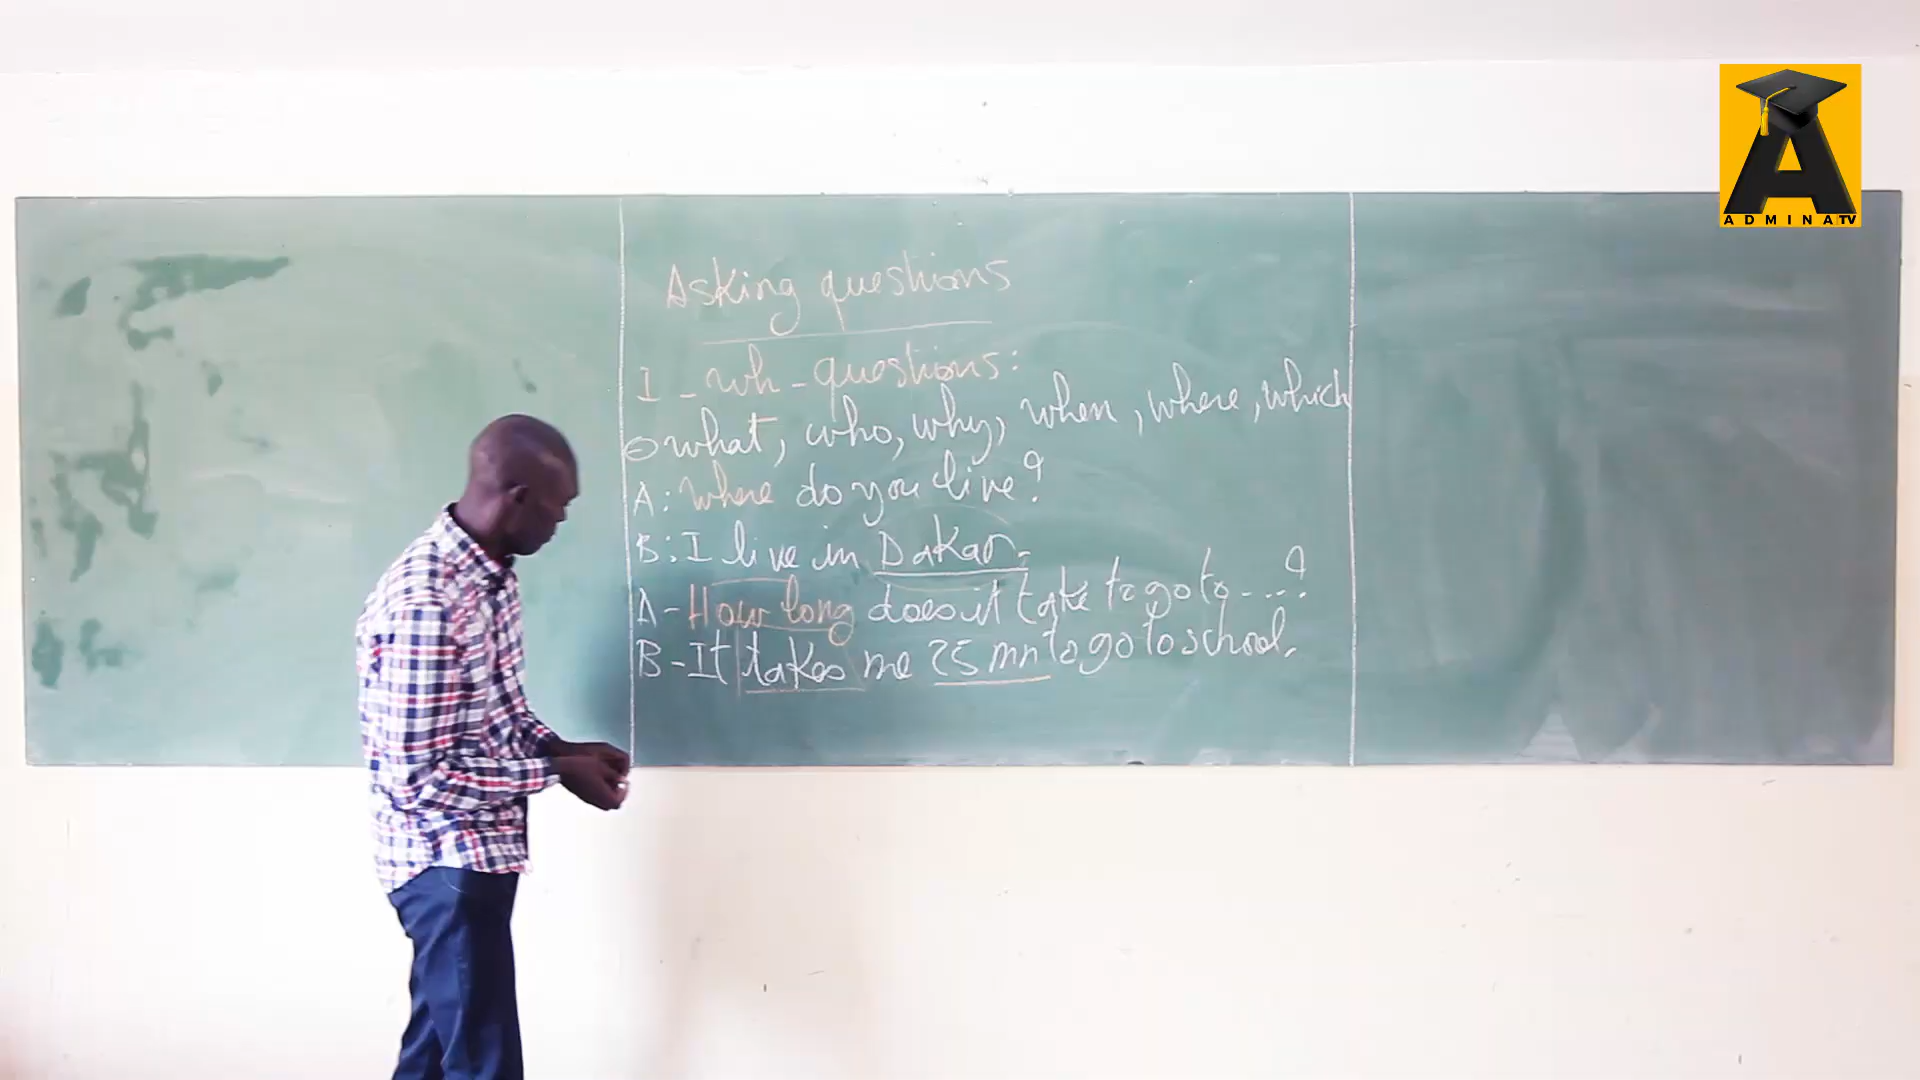 Asking questions
I - wh - questions:
what, who, why, when, where, which
A: Where do you live?
B: I live in Dakar.
A - How long does it take to go to ....?
B - It takes me 25 mn to go to school.
ADMINATV